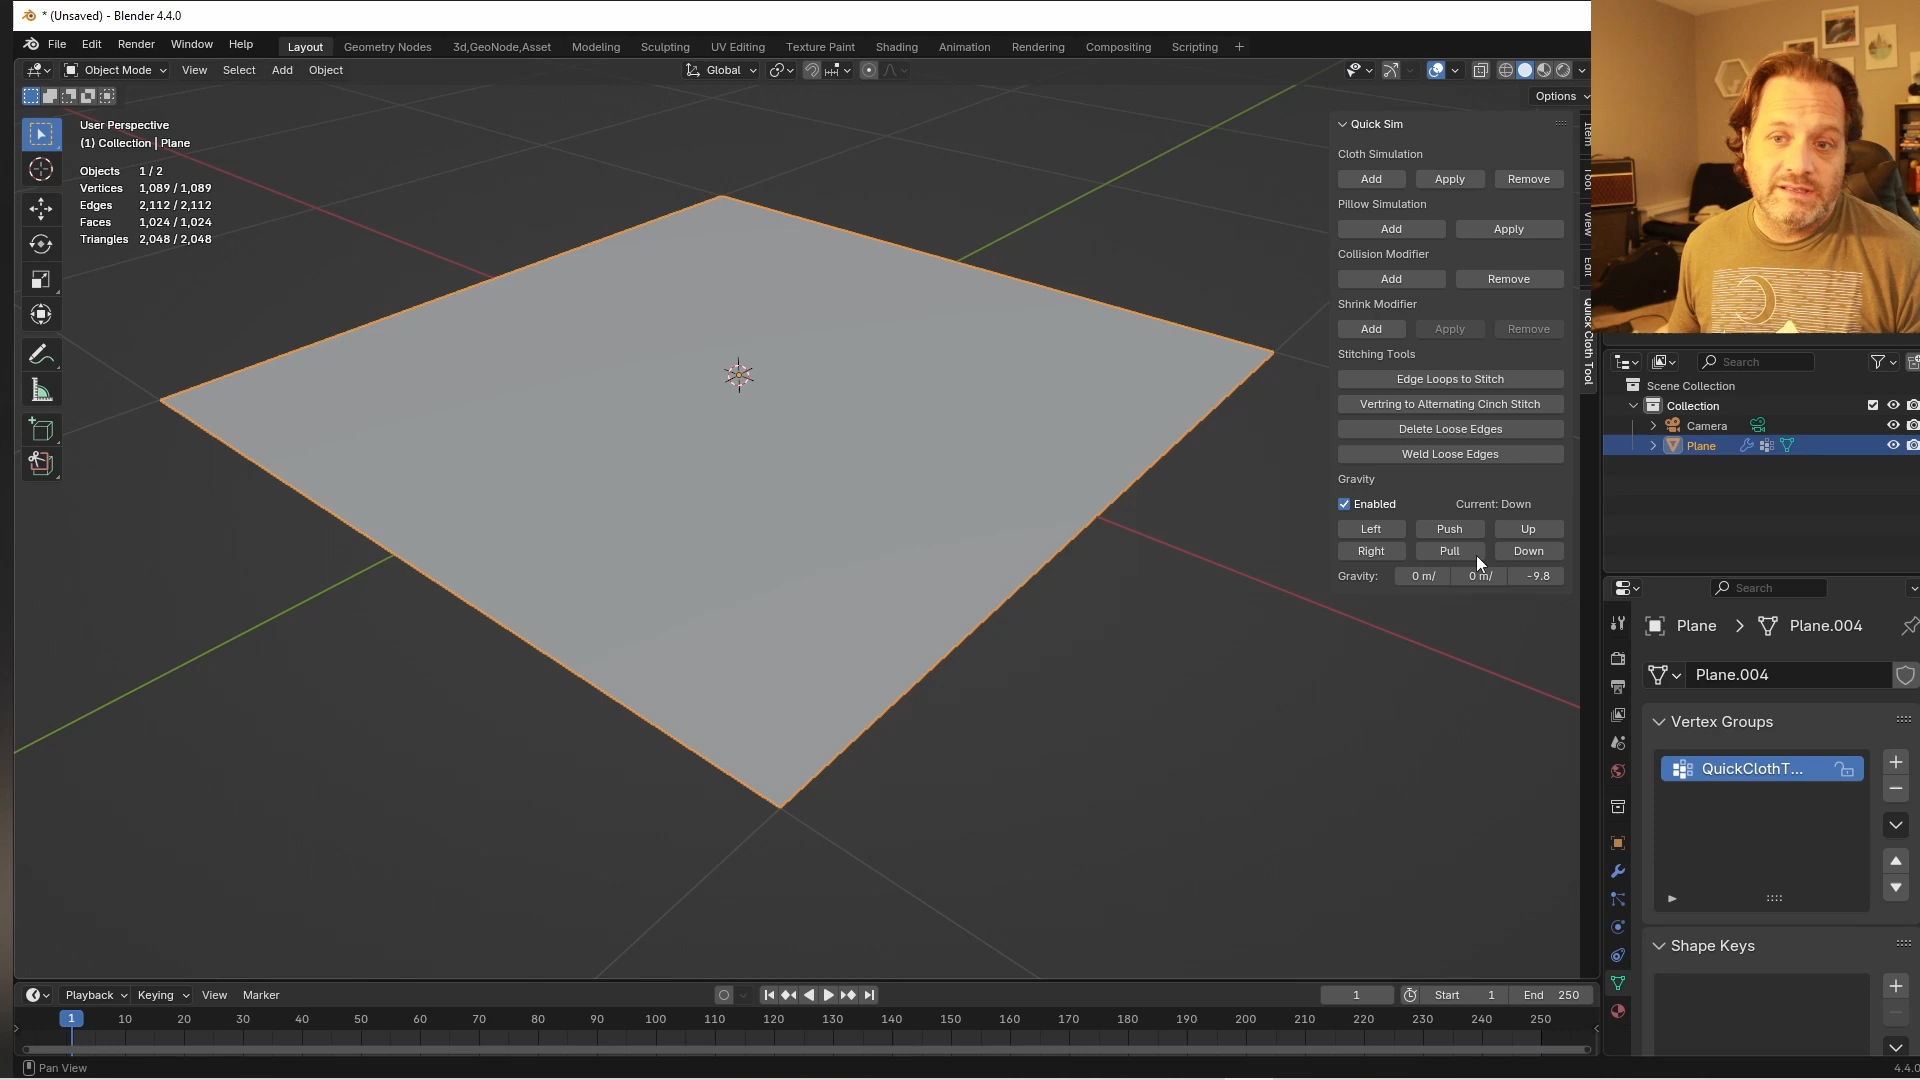 * (Unsaved) - Blender 4.4.0
File Edit Render Window Help
Layout Geometry Nodes 3d,GeoNode,Asset Modeling Sculpting UV Editing Texture Paint Shading Animation Rendering Compositing Scripting +
Object Mode View Select Add Object
Global
Options
User Perspective
(1) Collection | Plane
Objects 1 / 2
Vertices 1,089 / 1,089
Edges 2,112 / 2,112
Faces 1,024 / 1,024
Triangles 2,048 / 2,048
Quick Sim
Cloth Simulation
Add Apply Remove
Pillow Simulation
Add Apply
Collision Modifier
Add Remove
Shrink Modifier
Add Apply Remove
Stitching Tools
Edge Loops to Stitch
Vertring to Alternating Cinch Stitch
Delete Loose Edges
Weld Loose Edges
Gravity
Enabled Current: Down
Left Push Up
Right Pull Down
Gravity: 0 m/ 0 m/ -9.8
Item
Tool
View
Edit
Quick Cloth Tool
Search
Scene Collection
Collection
Camera
Plane
Search
Plane > Plane.004
Plane.004
Vertex Groups
QuickClothT...
Shape Keys
Playback Keying View Marker
1 Start 1 End 250
1 10 20 30 40 50 60 70 80 90 100 110 120 130 140 150 160 170 180 190 200 210 220 230 240 250
Pan View
4.4.0